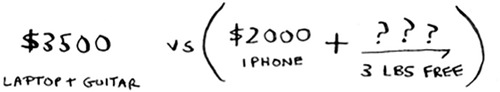 $3500 vs ($2000 + ???)
LAPTOP + GUITAR IPHONE 3 LBS FREE